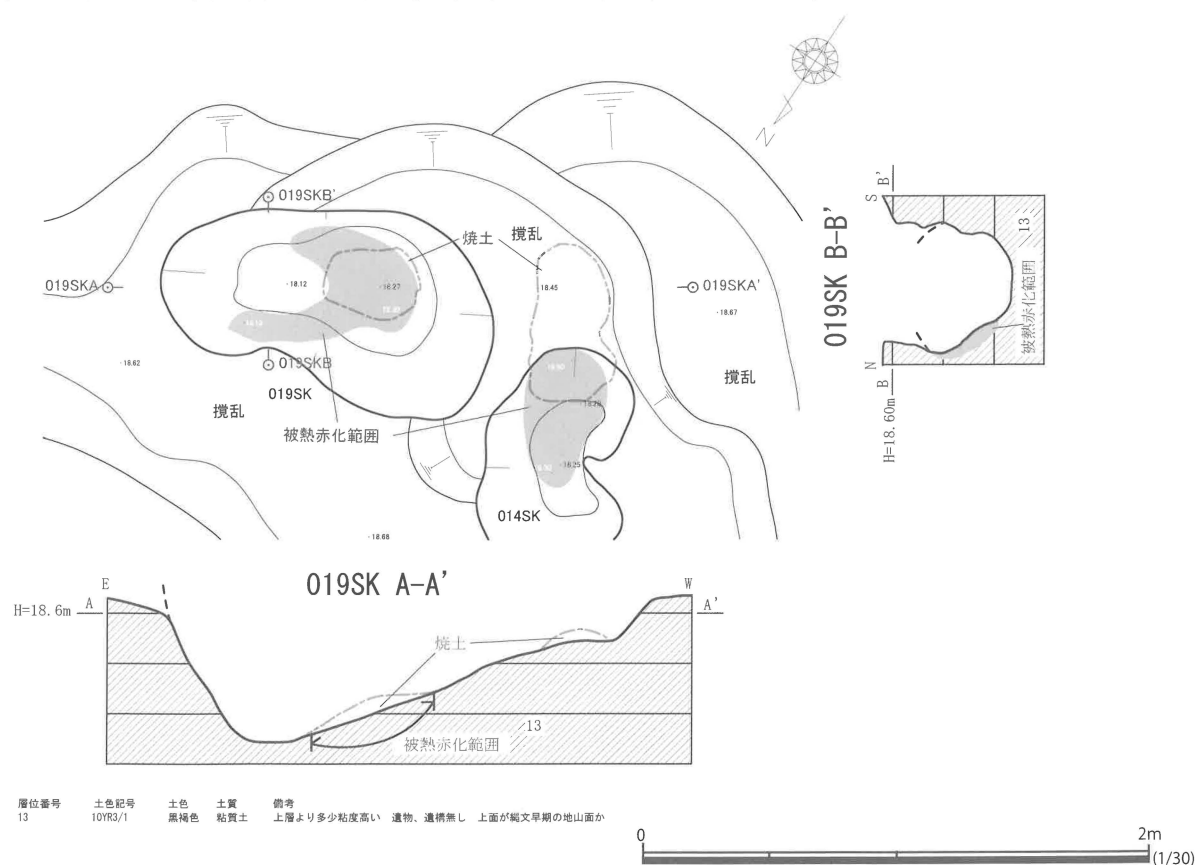 N
019SKB'
焼土
撹乱
019SKA
・18.12
・18.27
18.45
019SKA'
・18.67
・18.62
019SKB
019SK
撹乱
撹乱
被熱赤化範囲
・18.25
014SK
・18.68
019SK B-B'
S
B'
13
被熱赤化範囲
N
B
H=18.60m
019SK A-A'
E
W
H=18.6m
A
A'
焼土
13
被熱赤化範囲
層位番号 土色記号 土色 土質 備考
13 10YR3/1 黒褐色 粘質土 上層より多少粘度高い 遺物、遺構無し 上面が縄文早期の地山面か
0
2m
(1/30)